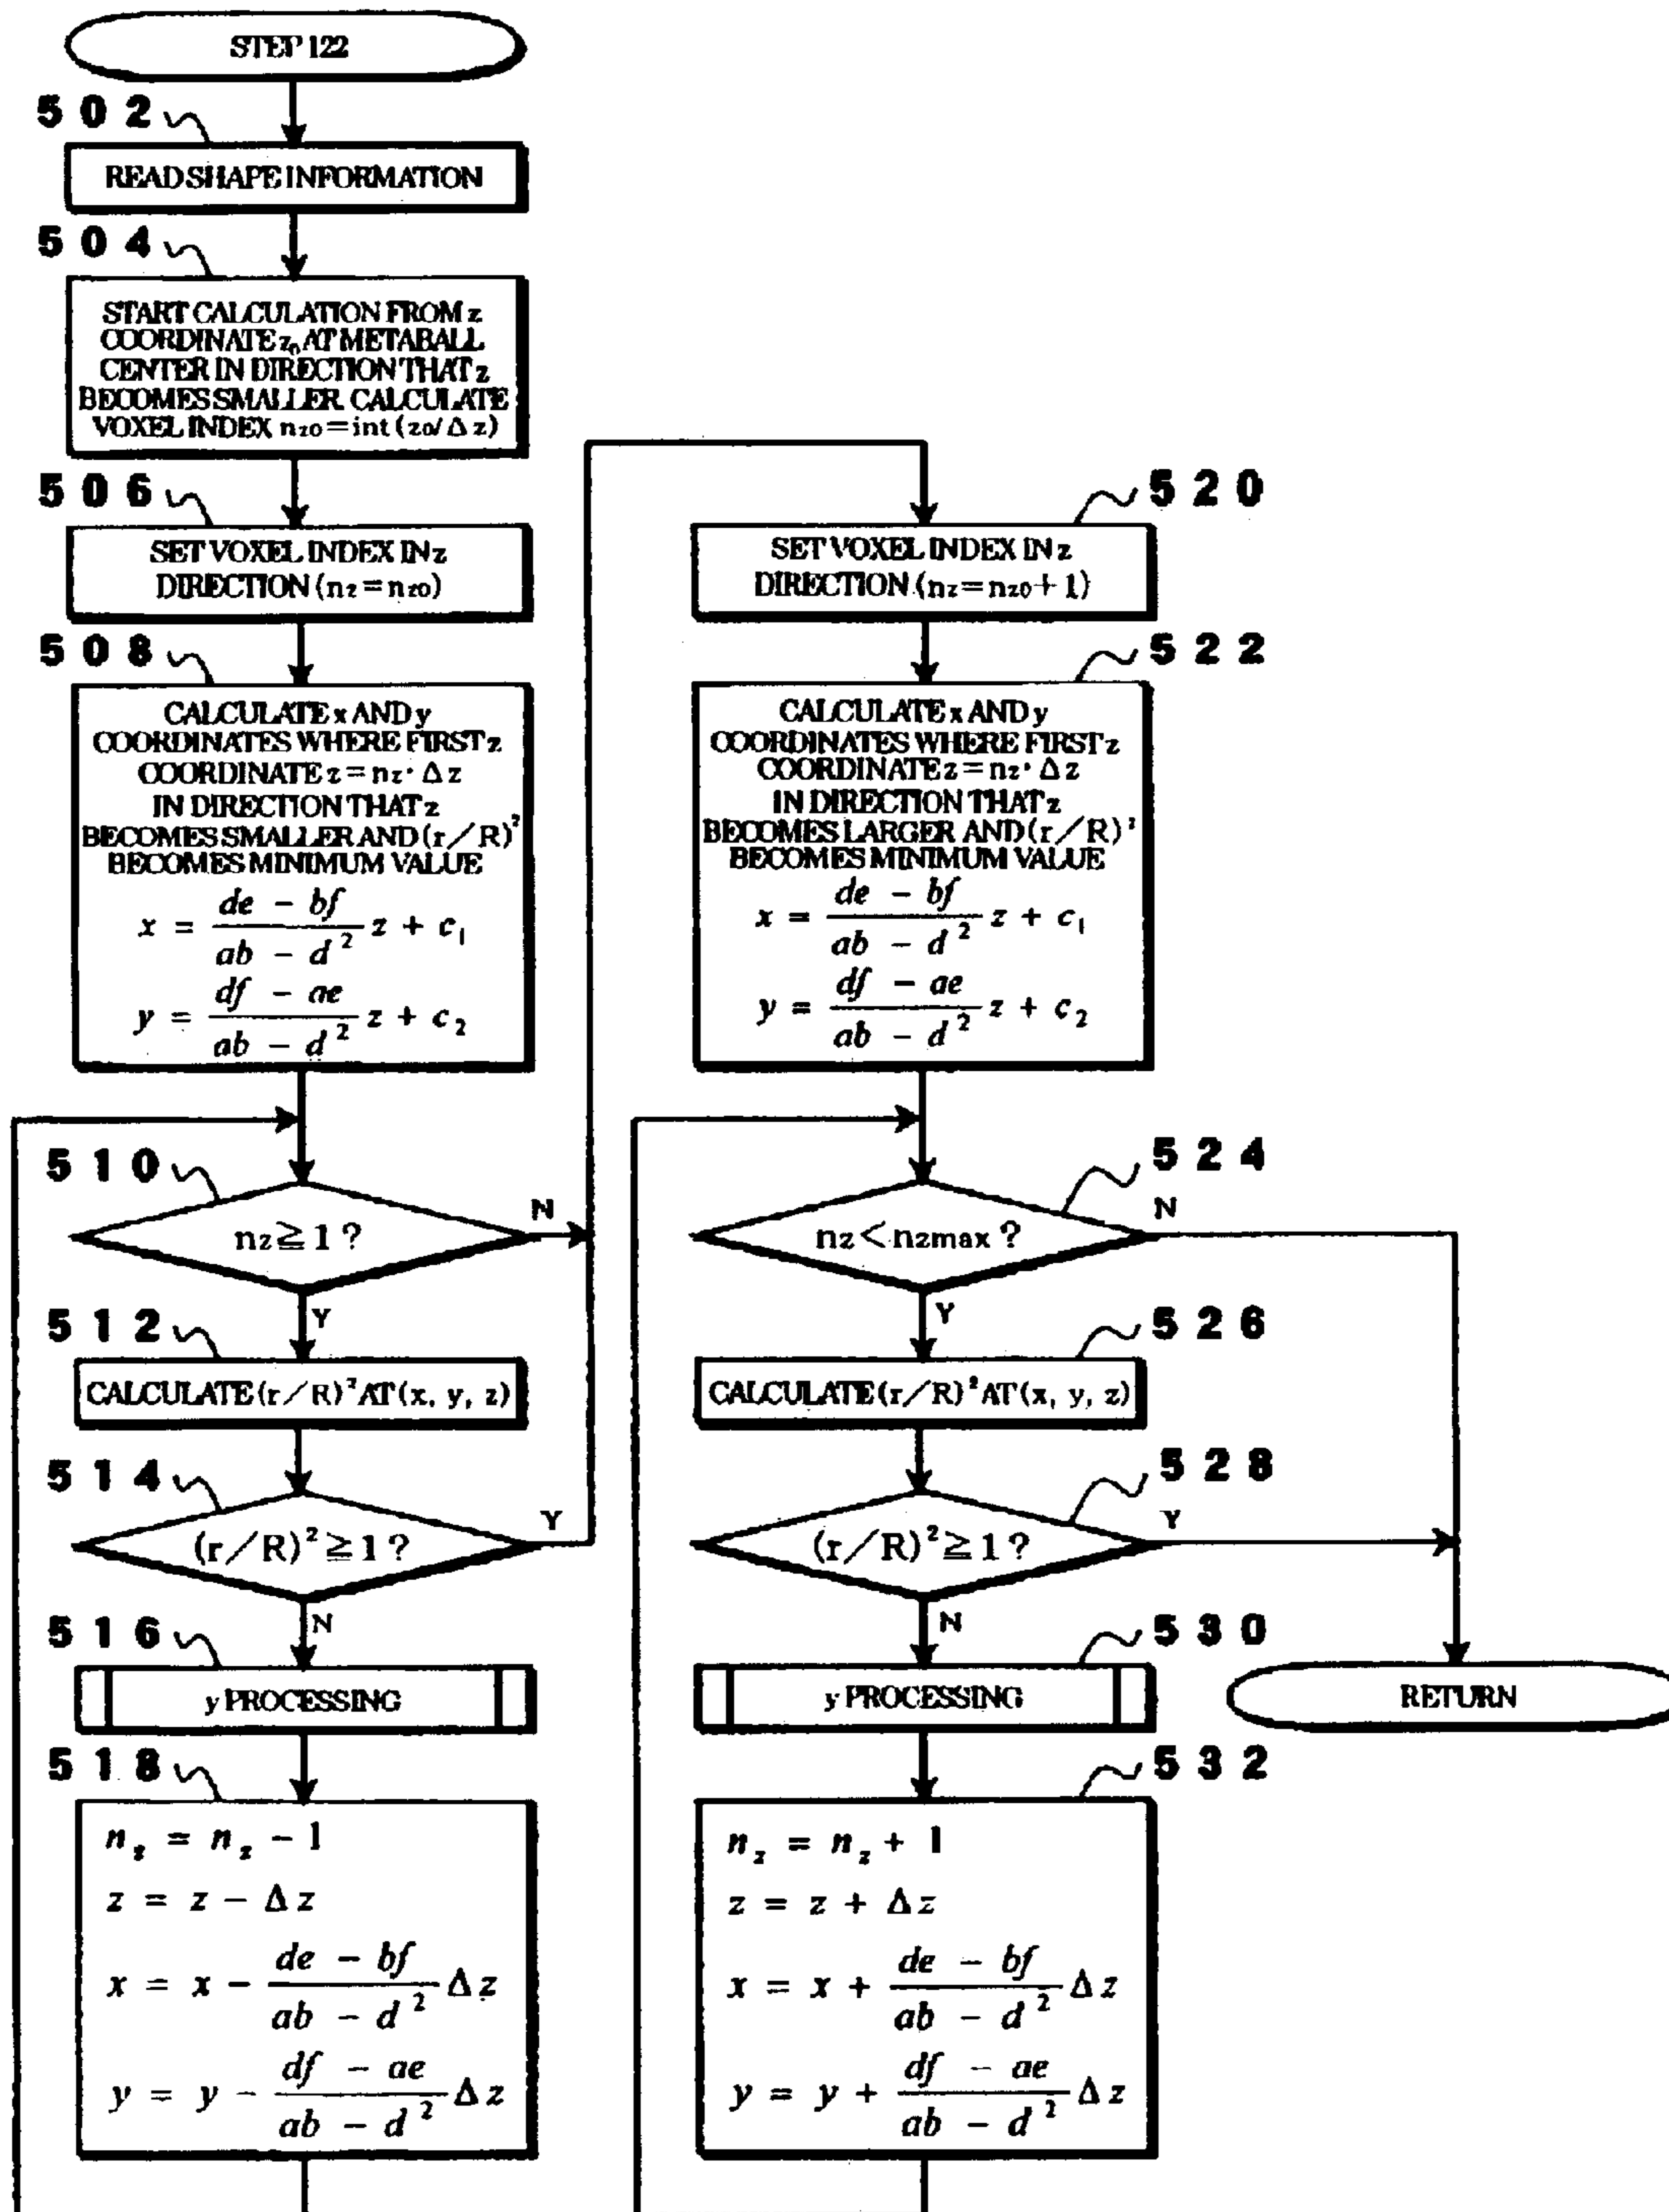 STEP 122
502
READ SHAPE INFORMATION
504
START CALCULATION FROM z
COORDINATE z₀ AT METABALL
CENTER IN DIRECTION THAT z
BECOMES SMALLER. CALCULATE
VOXEL INDEX nz0=int(z0/Δz)
506
SET VOXEL INDEX IN z
DIRECTION (nz=nz0)
508
CALCULATE x AND y
COORDINATES WHERE FIRST z
COORDINATE z=nz·Δz
IN DIRECTION THAT z
BECOMES SMALLER AND (r/R)²
BECOMES MINIMUM VALUE
x = (de − bf)/(ab − d²) z + c₁
y = (df − ae)/(ab − d²) z + c₂
510
nz≧1?
N
Y
512
CALCULATE (r/R)² AT (x, y, z)
514
(r/R)²≧1?
Y
N
516
y PROCESSING
518
nz = nz − 1
z = z − Δz
x = x − (de − bf)/(ab − d²) Δz
y = y − (df − ae)/(ab − d²) Δz
520
SET VOXEL INDEX IN z
DIRECTION (nz=nz0+1)
522
CALCULATE x AND y
COORDINATES WHERE FIRST z
COORDINATE z=nz·Δz
IN DIRECTION THAT z
BECOMES LARGER AND (r/R)²
BECOMES MINIMUM VALUE
x = (de − bf)/(ab − d²) z + c₁
y = (df − ae)/(ab − d²) z + c₂
524
nz<nzmax?
N
Y
526
CALCULATE (r/R)² AT (x, y, z)
528
(r/R)²≧1?
Y
N
530
y PROCESSING
RETURN
532
nz = nz + 1
z = z + Δz
x = x + (de − bf)/(ab − d²) Δz
y = y + (df − ae)/(ab − d²) Δz